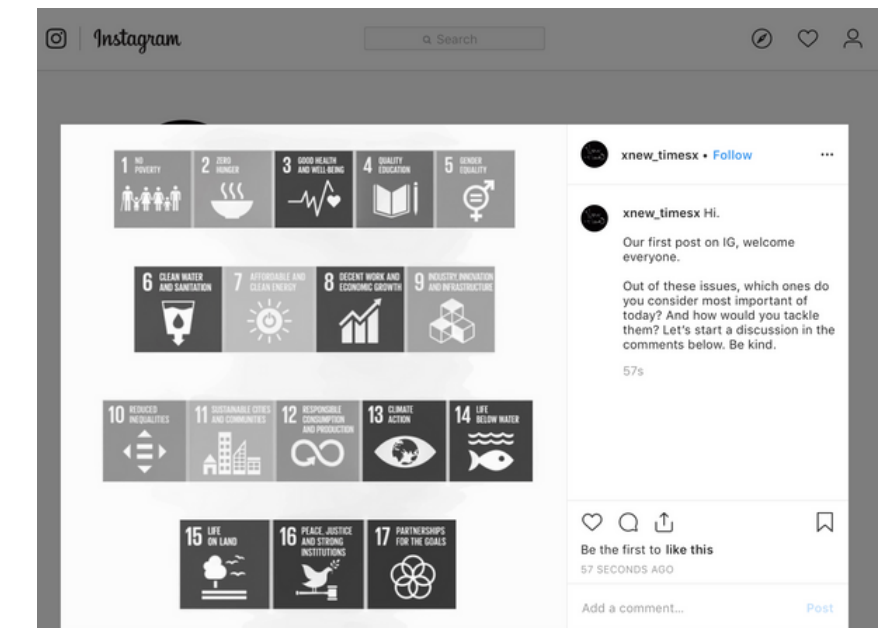 Instagram
Search
1 NO
POVERTY
2 ZERO
HUNGER
3 GOOD HEALTH
AND WELL-BEING
4 QUALITY
EDUCATION
5 GENDER
EQUALITY
6 CLEAN WATER
AND SANITATION
7 AFFORDABLE AND
CLEAN ENERGY
8 DECENT WORK AND
ECONOMIC GROWTH
9 INDUSTRY, INNOVATION
AND INFRASTRUCTURE
10 REDUCED
INEQUALITIES
11 SUSTAINABLE CITIES
AND COMMUNITIES
12 RESPONSIBLE
CONSUMPTION
AND PRODUCTION
13 CLIMATE
ACTION
14 LIFE
BELOW WATER
15 LIFE
ON LAND
16 PEACE, JUSTICE
AND STRONG
INSTITUTIONS
17 PARTNERSHIPS
FOR THE GOALS
xnew_timesx • Follow
xnew_timesx Hi.
Our first post on IG, welcome
everyone.
Out of these issues, which ones do
you consider most important of
today? And how would you tackle
them? Let's start a discussion in the
comments below. Be kind.
57s
Be the first to like this
57 SECONDS AGO
Add a comment...
Post